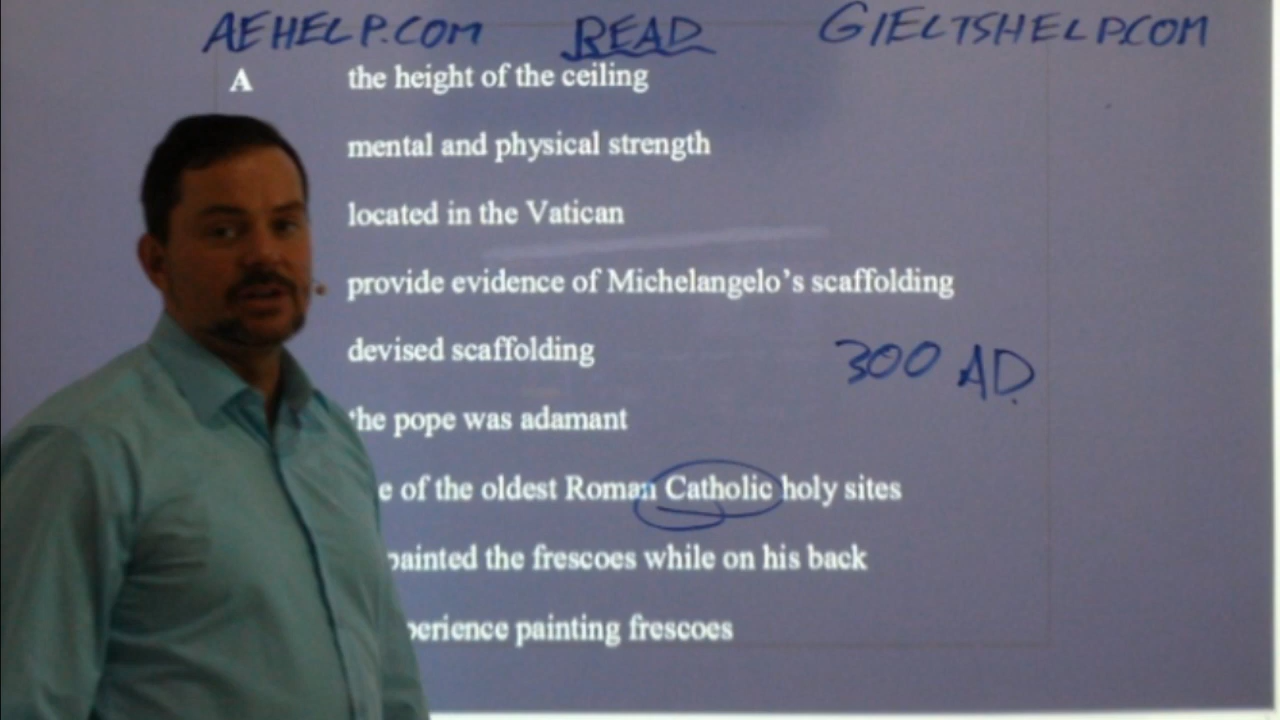 AEHELP.COM READ GIELTSHELP.COM
A the height of the ceiling
mental and physical strength
located in the Vatican
provide evidence of Michelangelo's scaffolding
devised scaffolding
300 AD.
the pope was adamant
e of the oldest Roman Catholic holy sites
painted the frescoes while on his back
perience painting frescoes